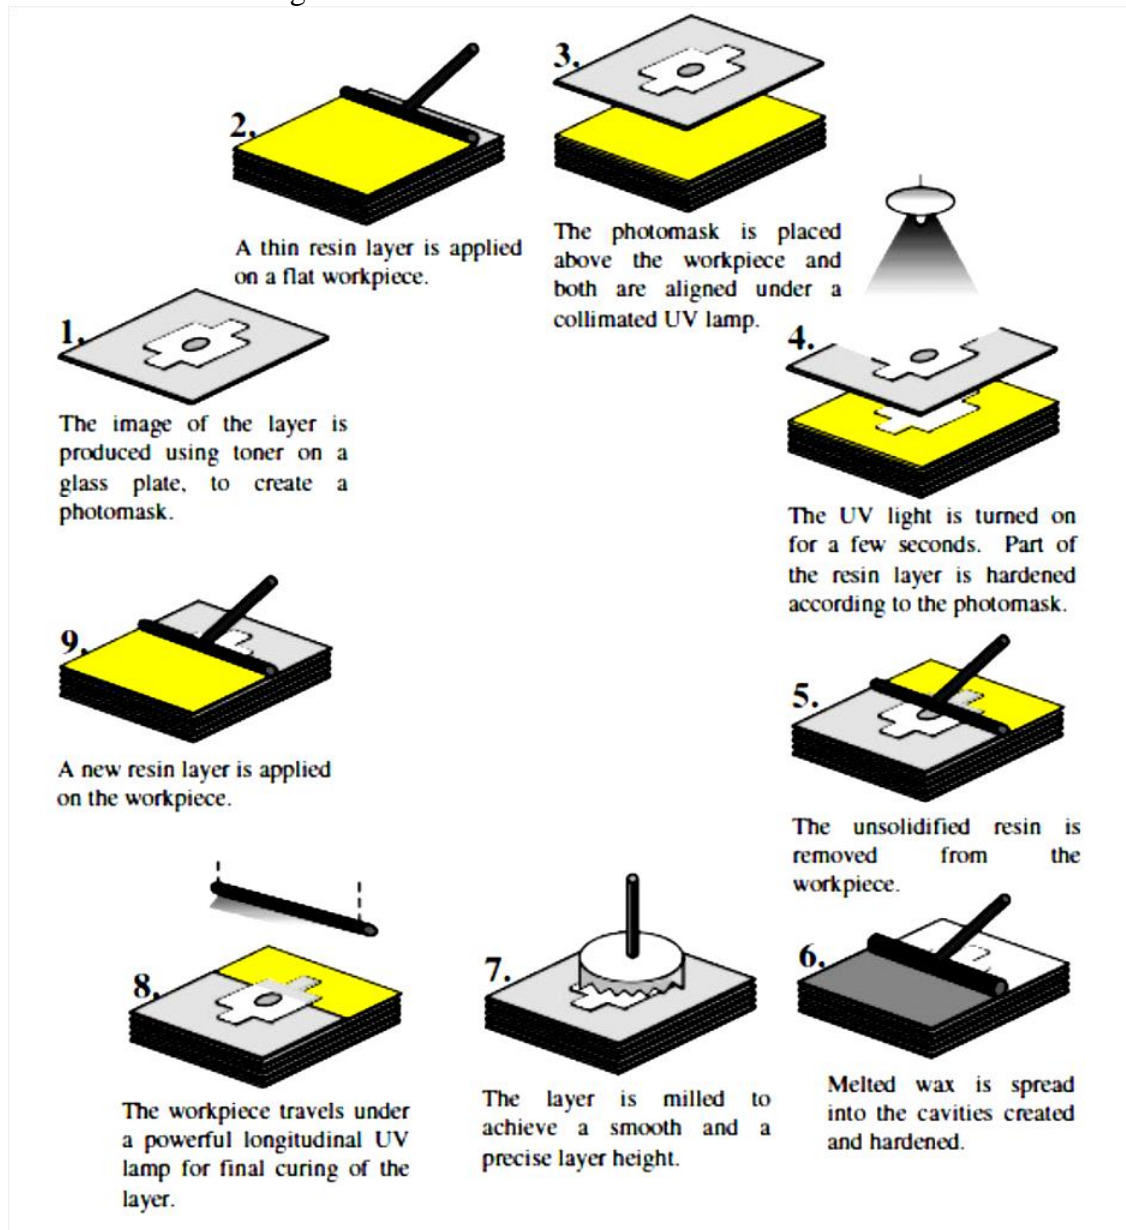 1.
The image of the layer is
produced using toner on a
glass plate, to create a
photomask.
2.
A thin resin layer is applied
on a flat workpiece.
3.
The photomask is placed
above the workpiece and
both are aligned under a
collimated UV lamp.
4.
The UV light is turned on
for a few seconds. Part of
the resin layer is hardened
according to the photomask.
5.
The unsolidified resin is
removed from the
workpiece.
6.
Melted wax is spread
into the cavities created
and hardened.
7.
The layer is milled to
achieve a smooth and a
precise layer height.
8.
The workpiece travels under
a powerful longitudinal UV
lamp for final curing of the
layer.
9.
A new resin layer is applied
on the workpiece.